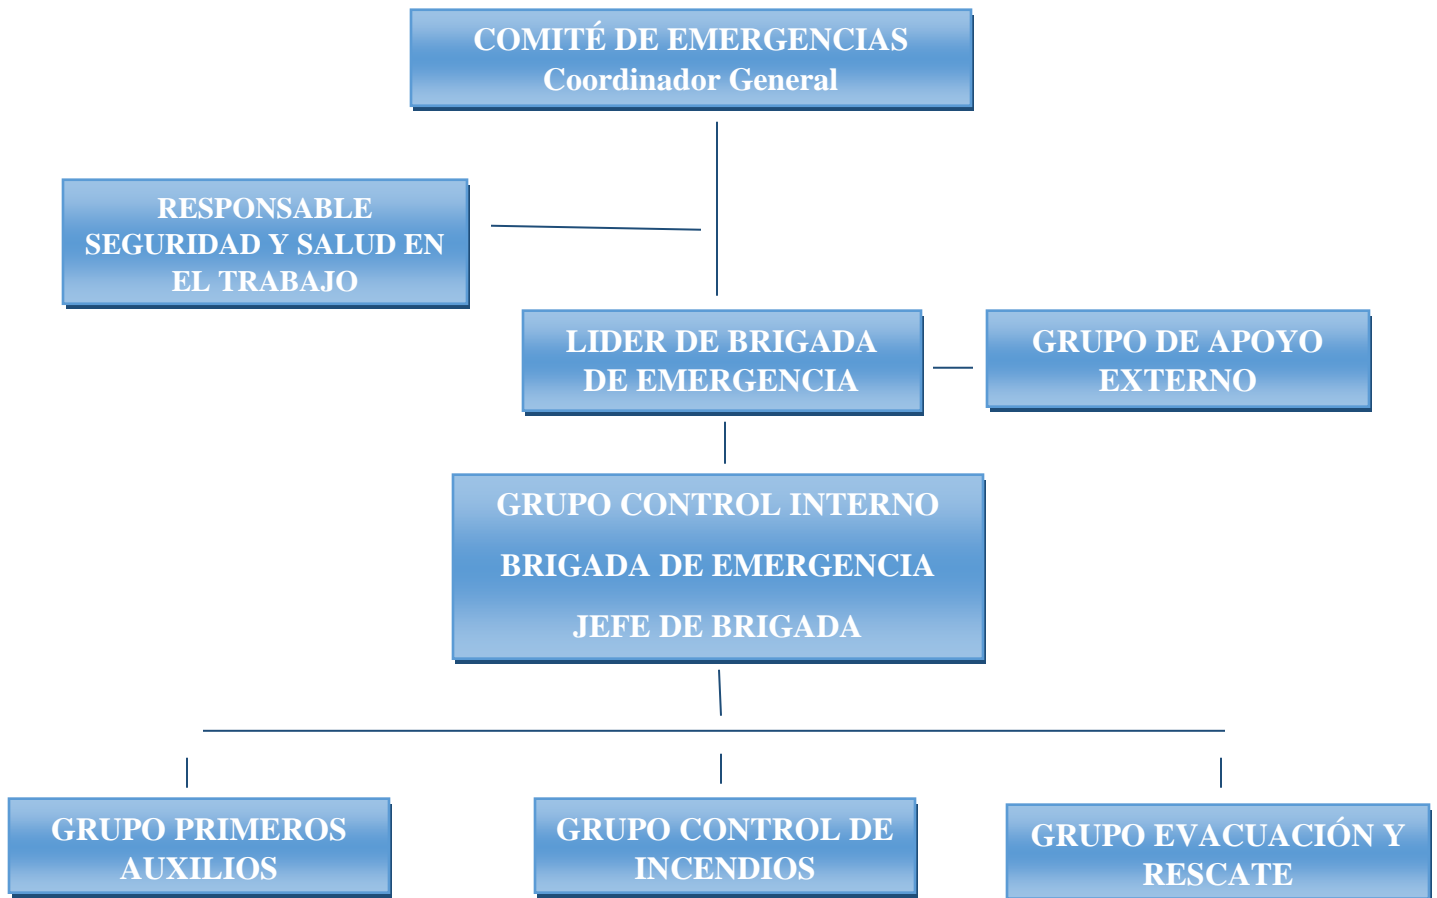 COMITÉ DE EMERGENCIAS
Coordinador General
RESPONSABLE
SEGURIDAD Y SALUD EN
EL TRABAJO
LIDER DE BRIGADA
DE EMERGENCIA
GRUPO DE APOYO
EXTERNO
GRUPO CONTROL INTERNO
BRIGADA DE EMERGENCIA
JEFE DE BRIGADA
GRUPO PRIMEROS
AUXILIOS
GRUPO CONTROL DE
INCENDIOS
GRUPO EVACUACIÓN Y
RESCATE